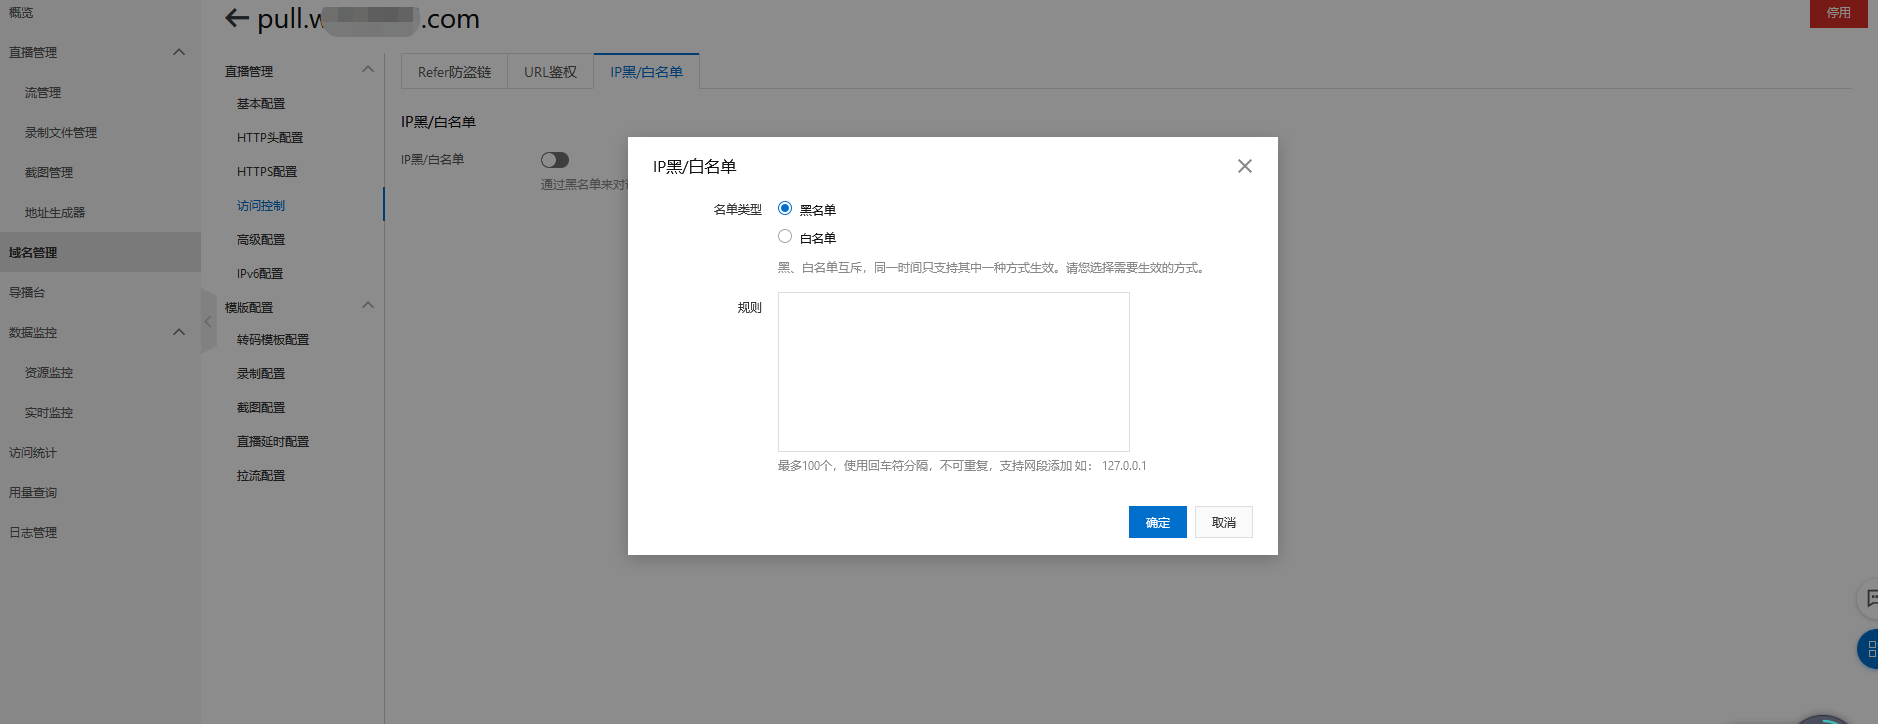 概览
直播管理
流管理
录制文件管理
截图管理
地址生成器
域名管理
导播台
数据监控
资源监控
实时监控
访问统计
用量查询
日志管理
pull.w
.com
停用
直播管理
基本配置
HTTP头配置
HTTPS配置
访问控制
高级配置
IPv6配置
模版配置
转码模板配置
录制配置
截图配置
直播延时配置
拉流配置
Refer防盗链
URL鉴权
IP黑/白名单
IP黑/白名单
IP黑/白名单
通过黑名单来对
IP黑/白名单
名单类型
黑名单
白名单
黑、白名单互斥，同一时间只支持其中一种方式生效。请您选择需要生效的方式。
规则
最多100个，使用回车符分隔，不可重复，支持网段添加 如： 127.0.0.1
确定
取消